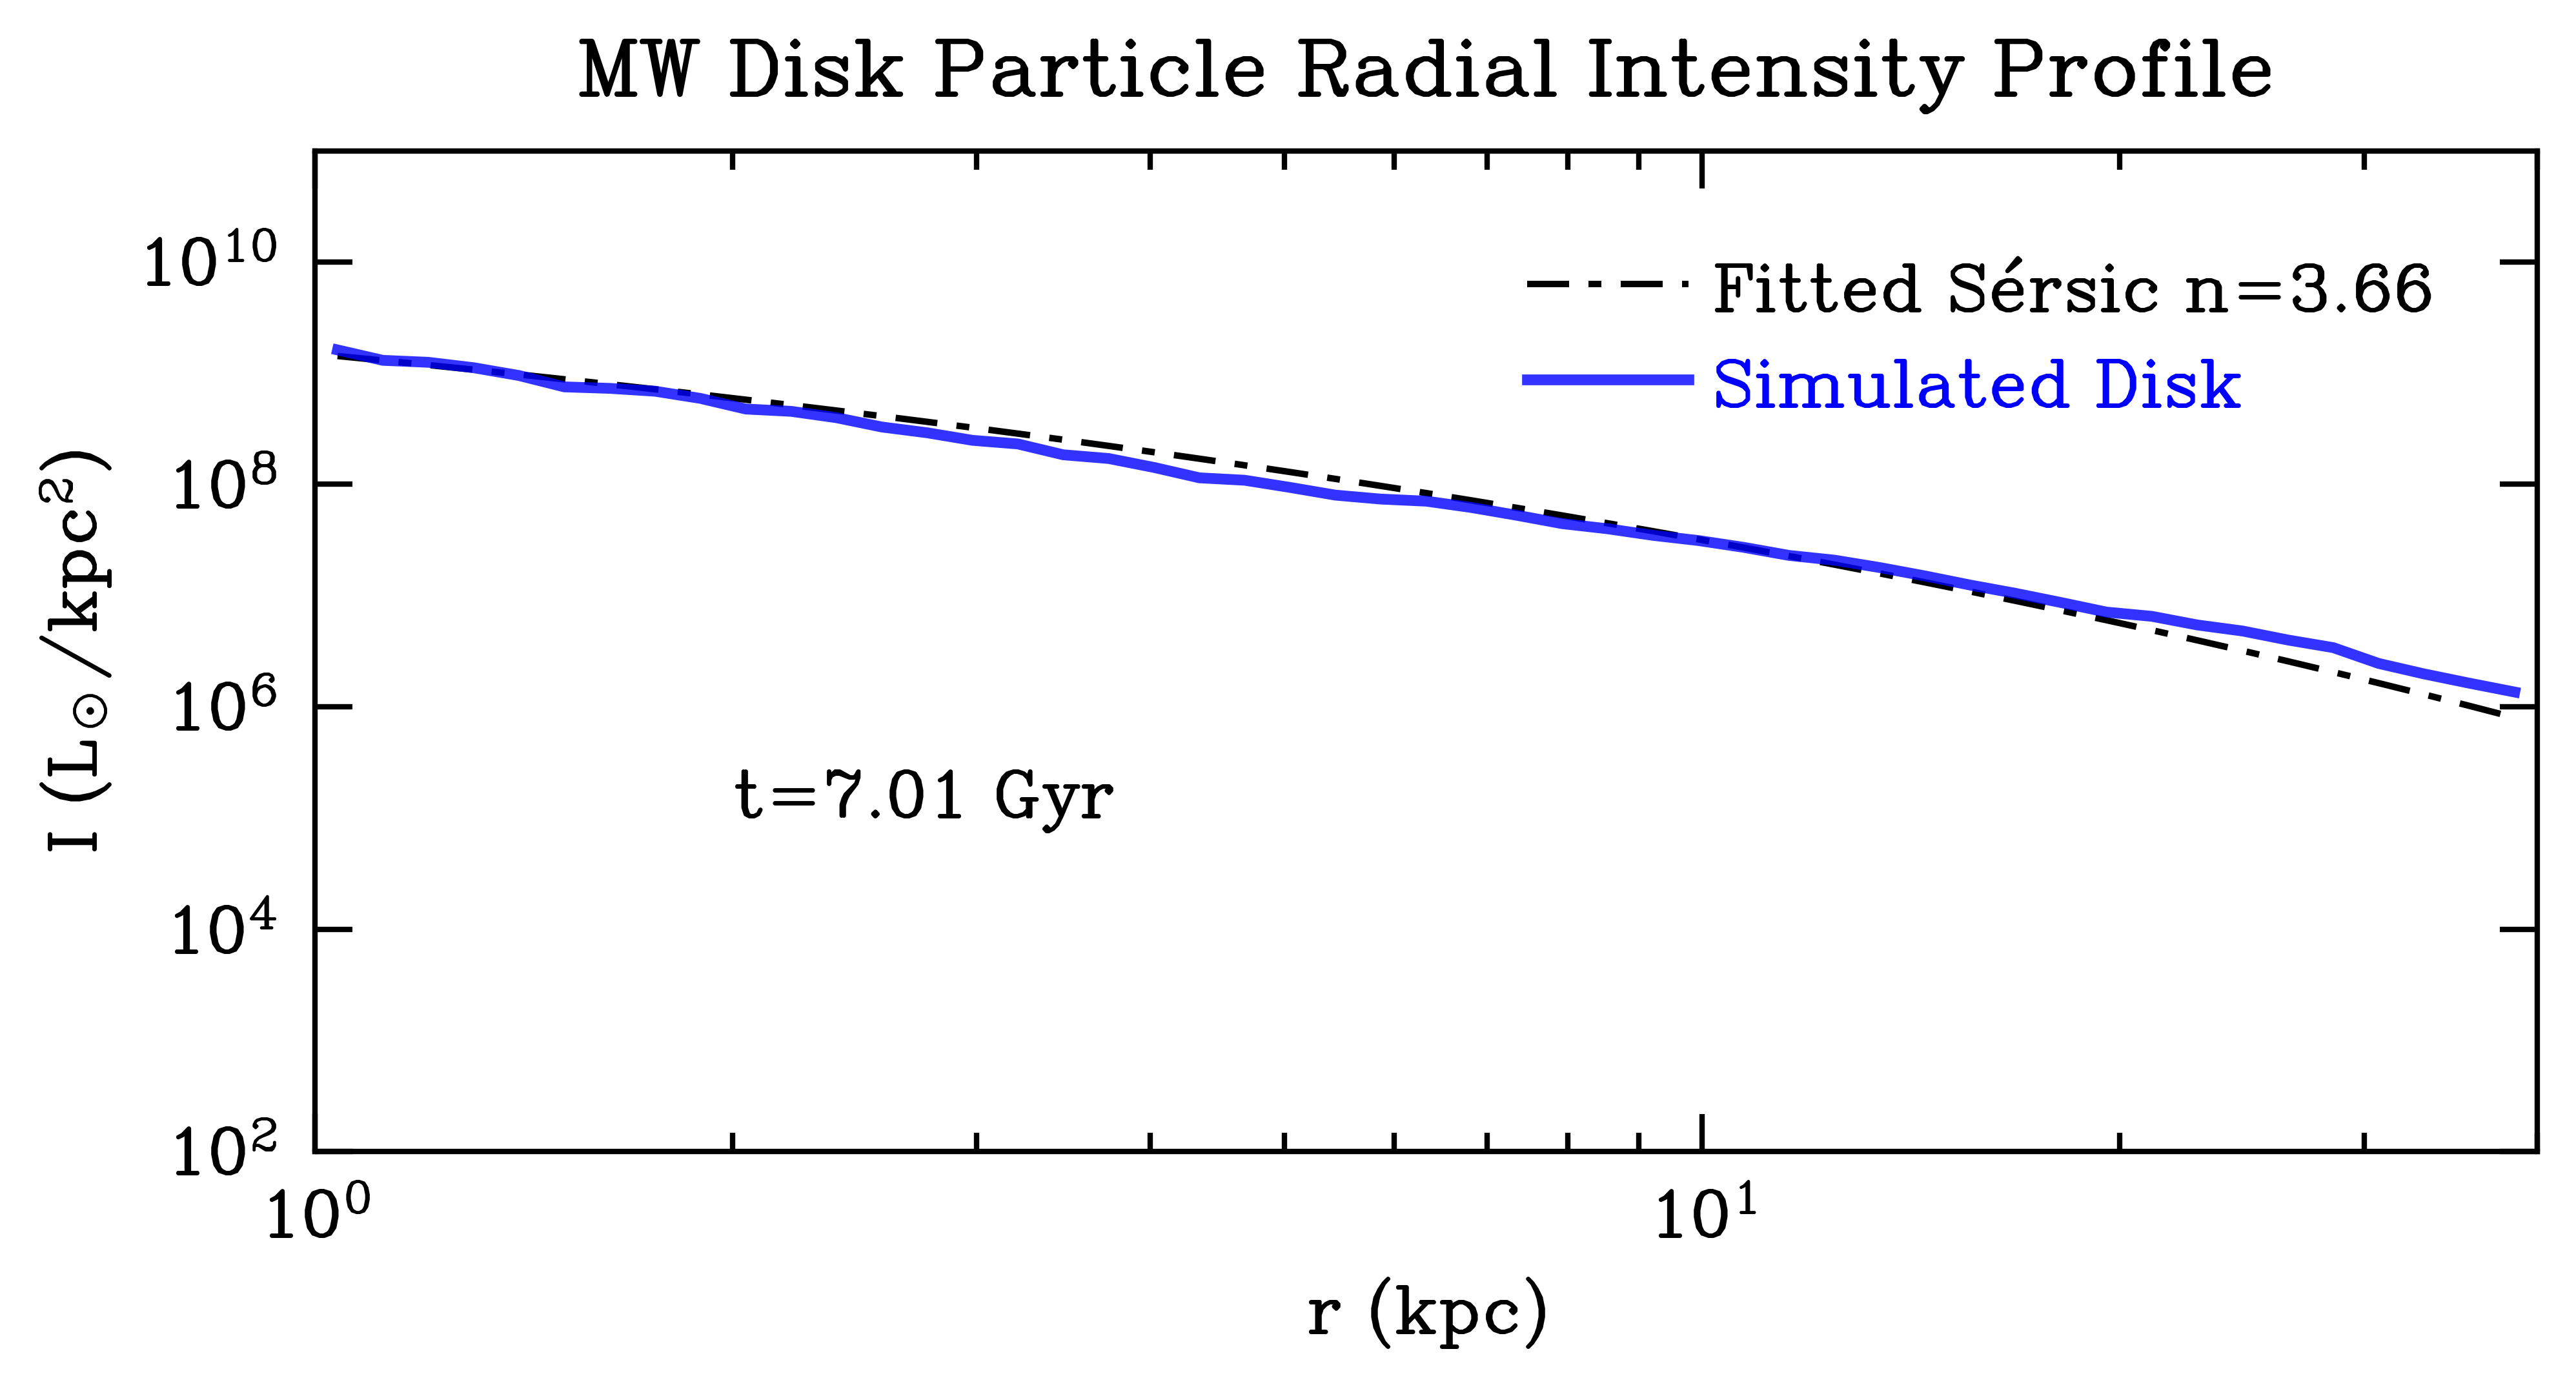 MW Disk Particle Radial Intensity Profile
I (L⊙/kpc²)
10¹⁰
10⁸
10⁶
10⁴
10²
Fitted Sérsic n=3.66
Simulated Disk
t=7.01 Gyr
10⁰ 10¹
r (kpc)